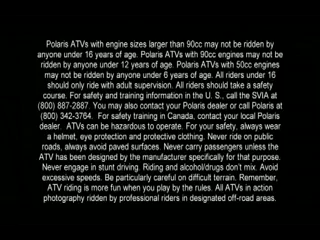 Polaris ATVs with engine sizes larger than 90cc may not be ridden by
anyone under 16 years of age. Polaris ATVs with 90cc engines may not be
ridden by anyone under 12 years of age. Polaris ATVs with 50cc engines
may not be ridden by anyone under 6 years of age. All riders under 16
should only ride with adult supervision. All riders should take a safety
course. For safety and training information in the U. S., call the SVIA at
(800) 887-2887. You may also contact your Polaris dealer or call Polaris at
(800) 342-3764. For safety training in Canada, contact your local Polaris
dealer. ATVs can be hazardous to operate. For your safety, always wear
a helmet, eye protection and protective clothing. Never ride on public
roads, always avoid paved surfaces. Never carry passengers unless the
ATV has been designed by the manufacturer specifically for that purpose.
Never engage in stunt driving. Riding and alcohol/drugs don't mix. Avoid
excessive speeds. Be particularly careful on difficult terrain. Remember,
ATV riding is more fun when you play by the rules. All ATVs in action
photography ridden by professional riders in designated off-road areas.